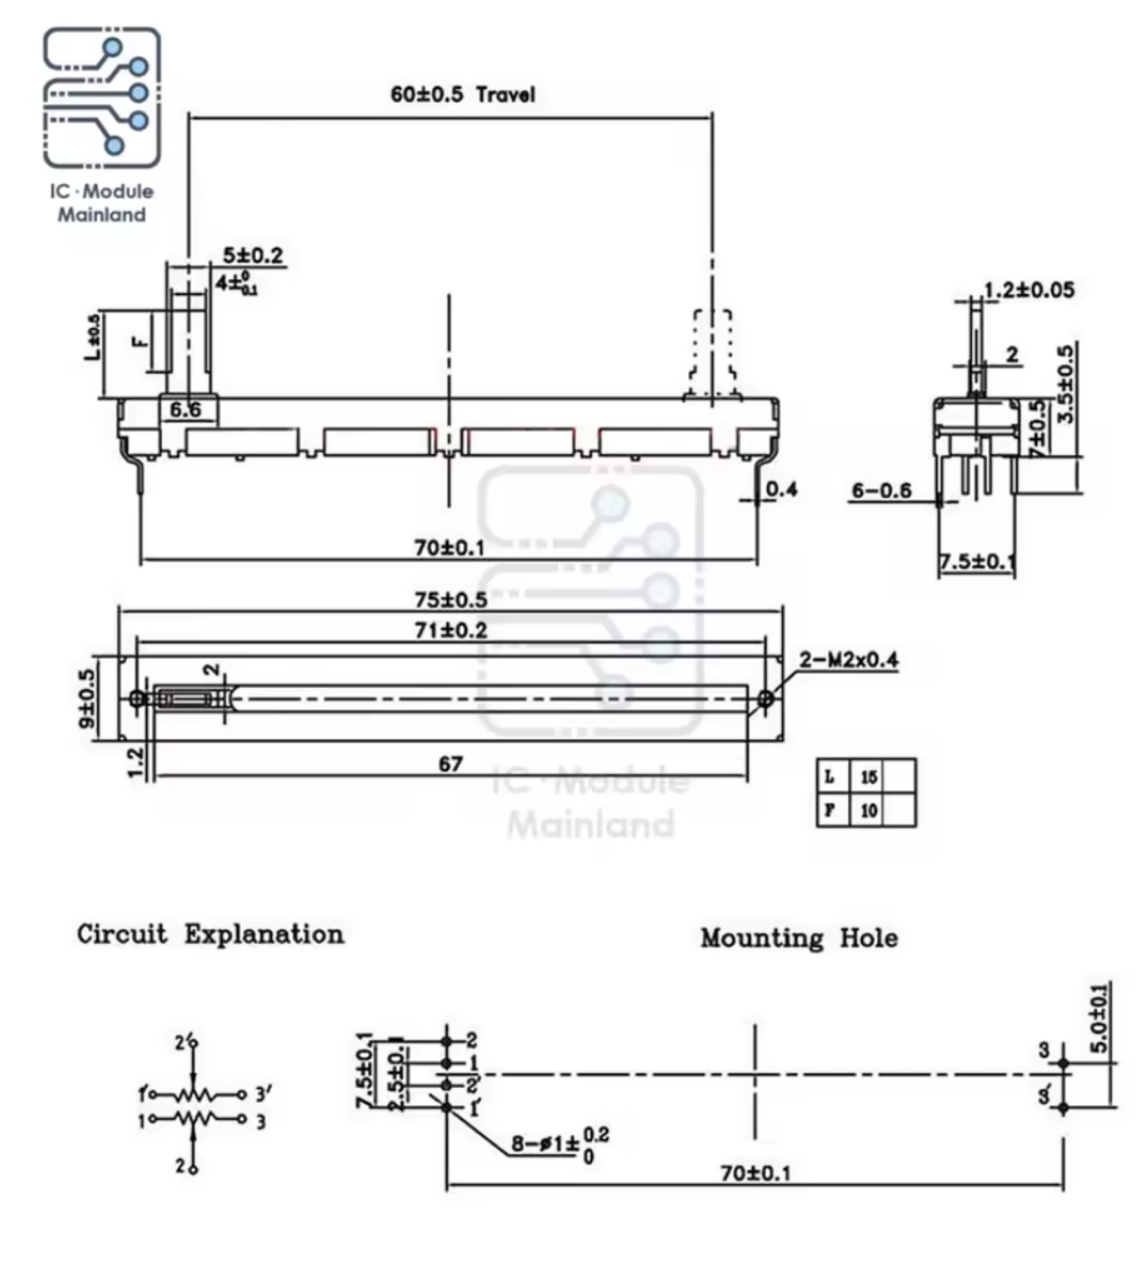 IC·Module
Mainland
60±0.5 Travel
5±0.2
4±0 0.1
L±0.5
F
6.6
0.4
70±0.1
1.2±0.05
2
3.5±0.5
7±0.5
6-0.6
7.5±0.1
75±0.5
71±0.2
2-M2x0.4
9±0.5
2
1.2
67
IC·Module
Mainland
L 15
F 10
Circuit Explanation
Mounting Hole
2'
1' 3'
1 3
2
7.5±0.1
2.5±0.1
2
1
2'
1'
8-ø1±0.2 0
70±0.1
3
3'
5.0±0.1